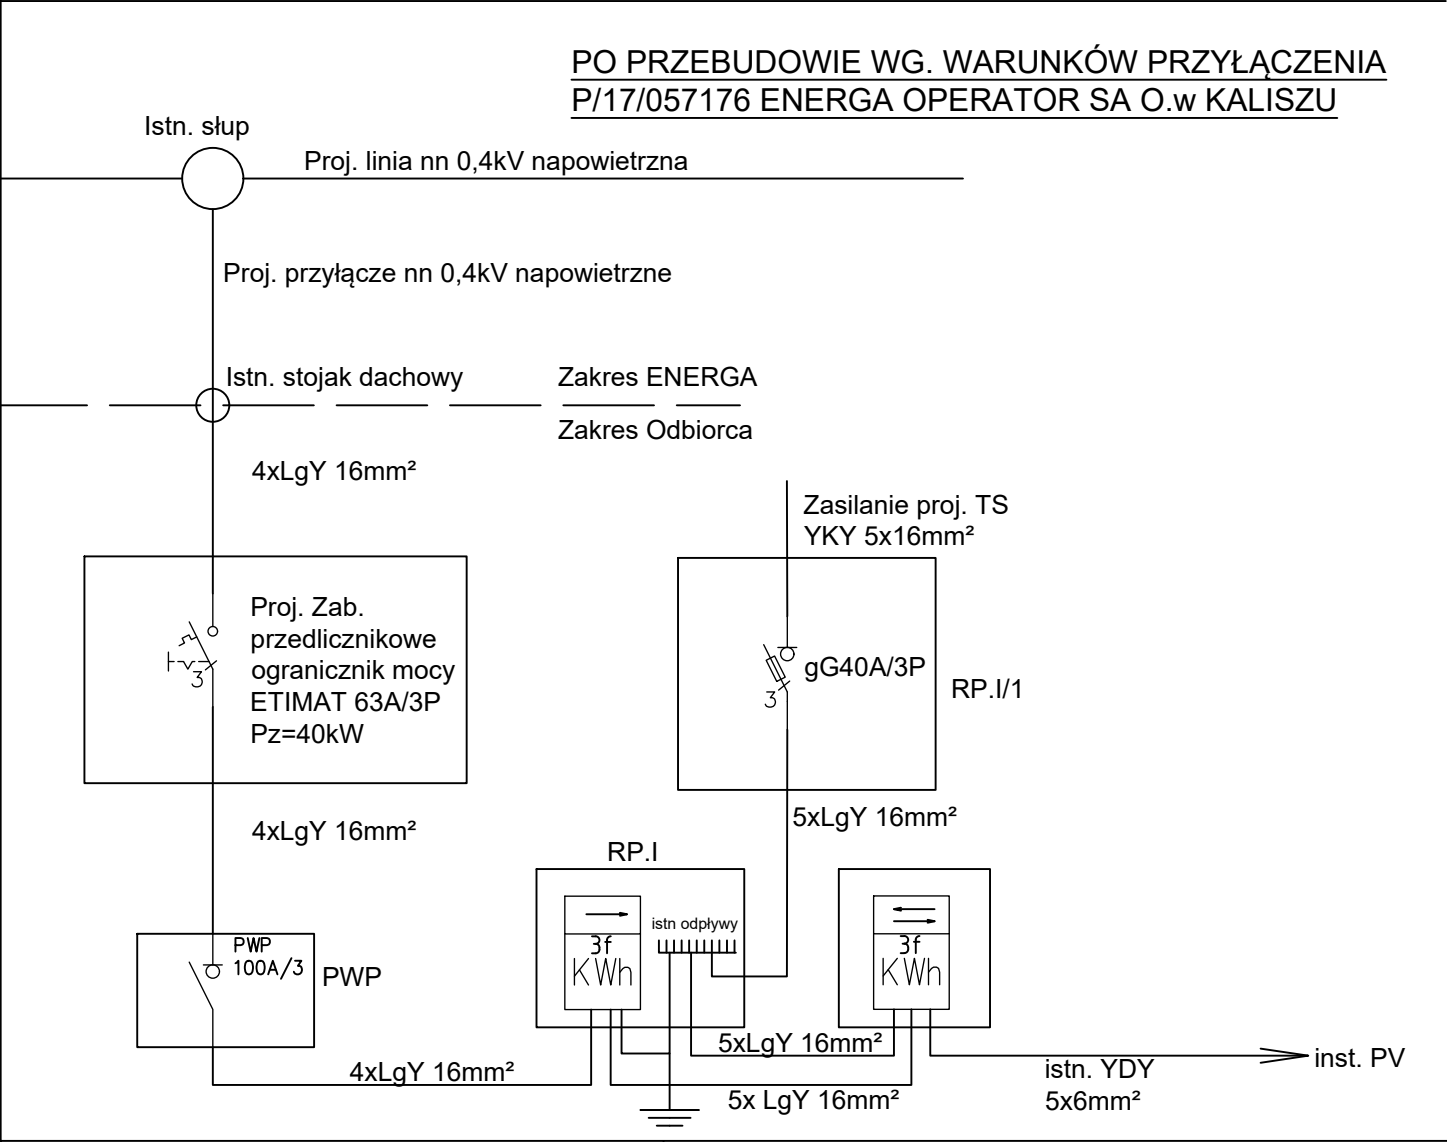 PO PRZEBUDOWIE WG. WARUNKÓW PRZYŁĄCZENIA
P/17/057176 ENERGA OPERATOR SA O.w KALISZU
Istn. słup
Proj. linia nn 0,4kV napowietrzna
Proj. przyłącze nn 0,4kV napowietrzne
Istn. stojak dachowy
Zakres ENERGA
Zakres Odbiorca
4xLgY 16mm²
Zasilanie proj. TS
YKY 5x16mm²
Proj. Zab.
przedlicznikowe
ogranicznik mocy
ETIMAT 63A/3P
Pz=40kW
3
gG40A/3P
3
RP.I/1
4xLgY 16mm²
5xLgY 16mm²
RP.I
istn odpływy
3f
KWh
3f
KWh
PWP
100A/3
PWP
5xLgY 16mm²
4xLgY 16mm²
5x LgY 16mm²
istn. YDY
5x6mm²
inst. PV